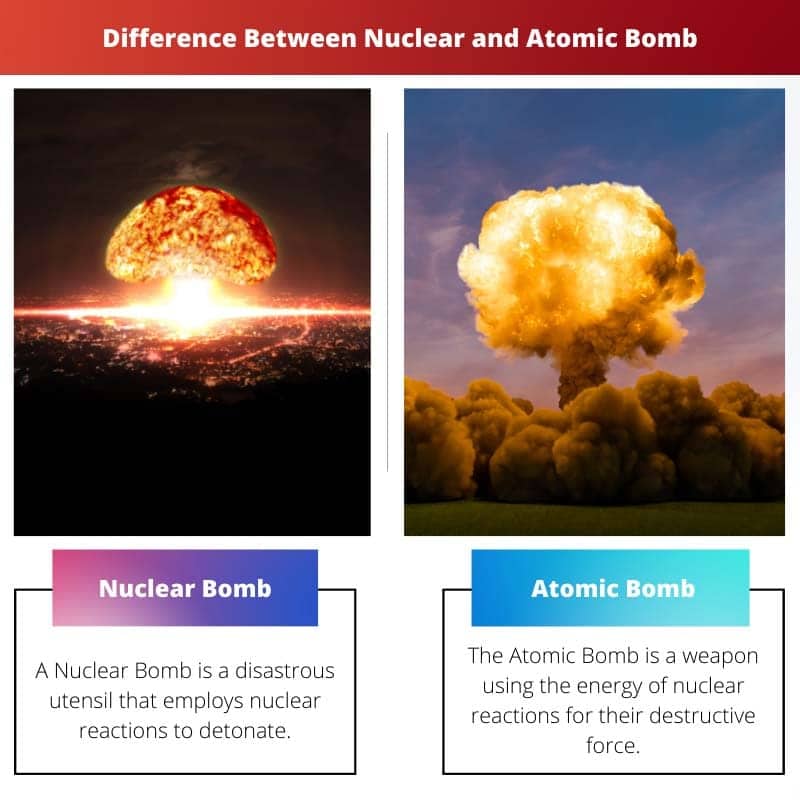 Difference Between Nuclear and Atomic Bomb
Nuclear Bomb
A Nuclear Bomb is a disastrous
utensil that employs nuclear
reactions to detonate.
Atomic Bomb
The Atomic Bomb is a weapon
using the energy of nuclear
reactions for their destructive
force.